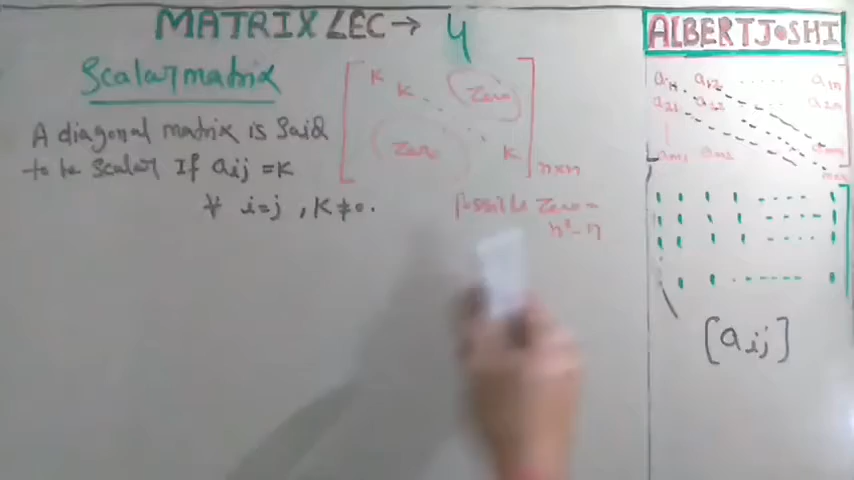 MATRIX LEC → 4
ALBERTJOSHI
Scalar matrix
A diagonal matrix is Said
to be Scalar If aij = K
∀ i=j , K≠0.
K
K
Zero
Zero
K
n×n
possible Zero =
n²-n
a11 a12 ..... a1n
a21 a22 ..... a2n
am1 am2 amn
m×n
[aij]